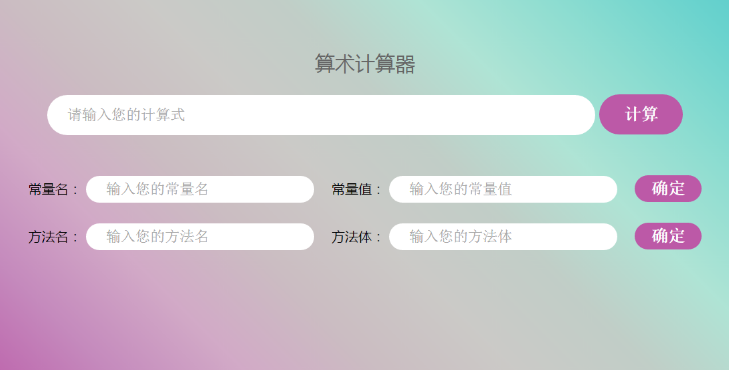 算术计算器
请输入您的计算式 计算
常量名： 输入您的常量名 常量值： 输入您的常量值 确定
方法名： 输入您的方法名 方法体： 输入您的方法体 确定